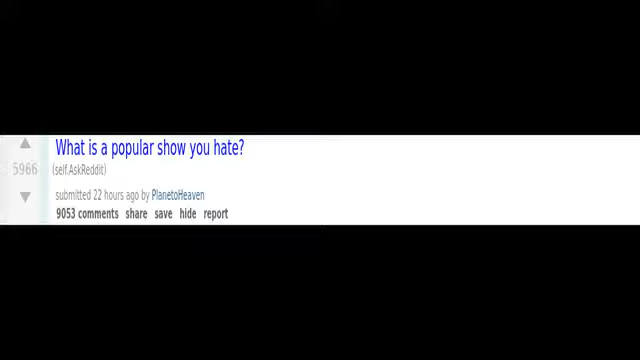 What is a popular show you hate?
5966
(self.AskReddit)
submitted 22 hours ago by PlanetoHeaven
9053 comments share save hide report